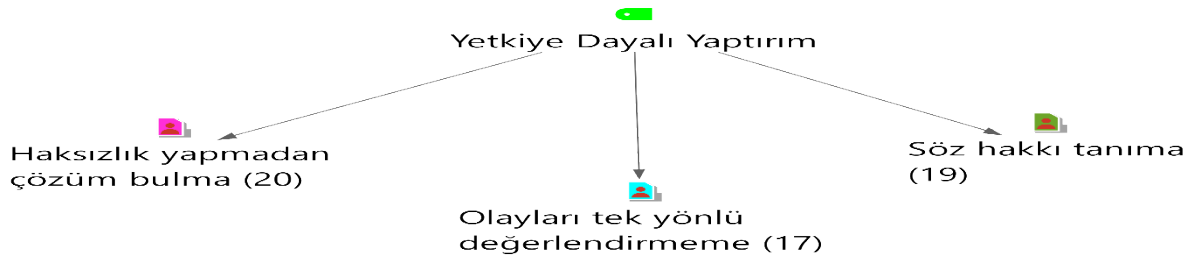 Yetkiye Dayalı Yaptırım
Haksızlık yapmadan
çözüm bulma (20)
Olayları tek yönlü
değerlendirmeme (17)
Söz hakkı tanıma
(19)